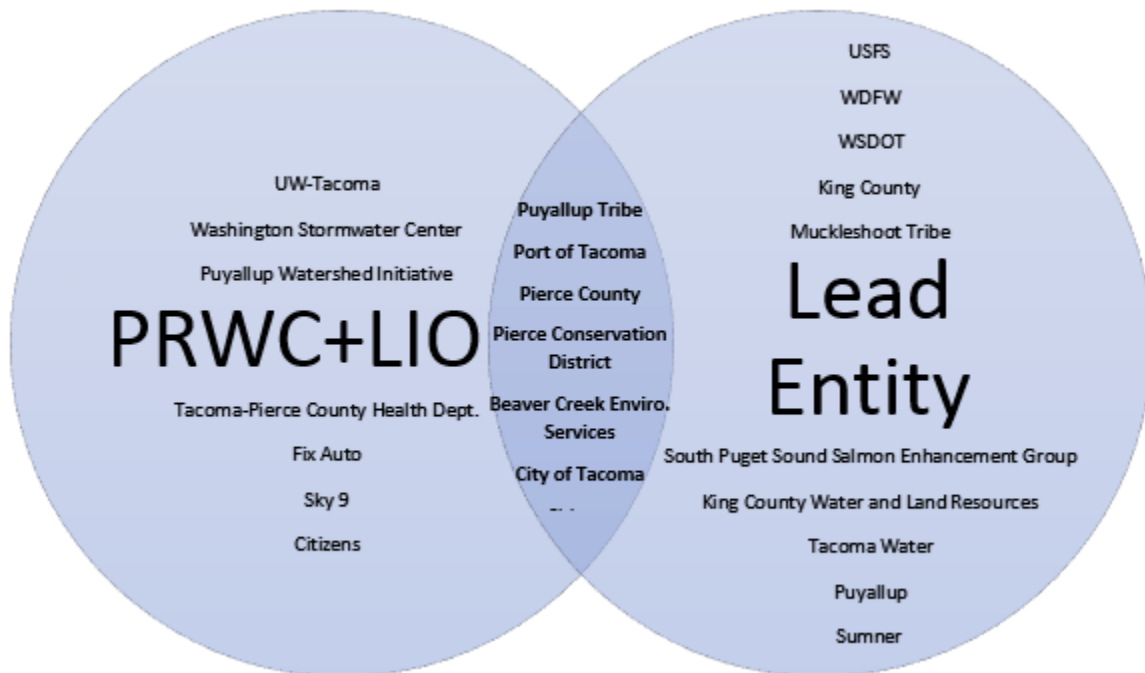 UW-Tacoma
Washington Stormwater Center
Puyallup Watershed Initiative
PRWC+LIO
Tacoma-Pierce County Health Dept.
Fix Auto
Sky 9
Citizens
Puyallup Tribe
Port of Tacoma
Pierce County
Pierce Conservation
District
Beaver Creek Enviro.
Services
City of Tacoma
USFS
WDFW
WSDOT
King County
Muckleshoot Tribe
Lead
Entity
South Puget Sound Salmon Enhancement Group
King County Water and Land Resources
Tacoma Water
Puyallup
Sumner